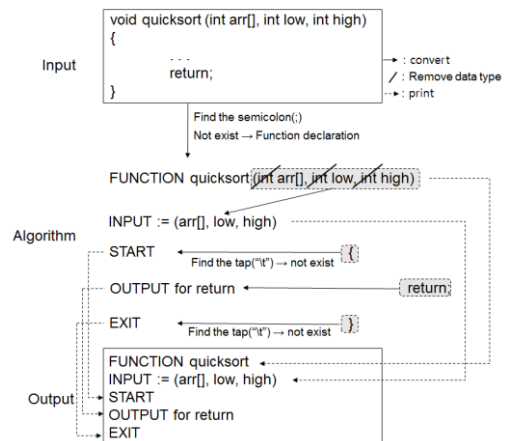 void quicksort (int arr[], int low, int high)
{
. . .
return;
}
Input
: convert
: Remove data type
: print
Find the semicolon(;)
Not exist → Function declaration
FUNCTION quicksort (int arr[], int low, int high)
INPUT := (arr[], low, high)
Algorithm
START
{
Find the tap("\t") → not exist
OUTPUT for return
return;
EXIT
}
Find the tap("\t") → not exist
Output
FUNCTION quicksort
INPUT := (arr[], low, high)
START
OUTPUT for return
EXIT